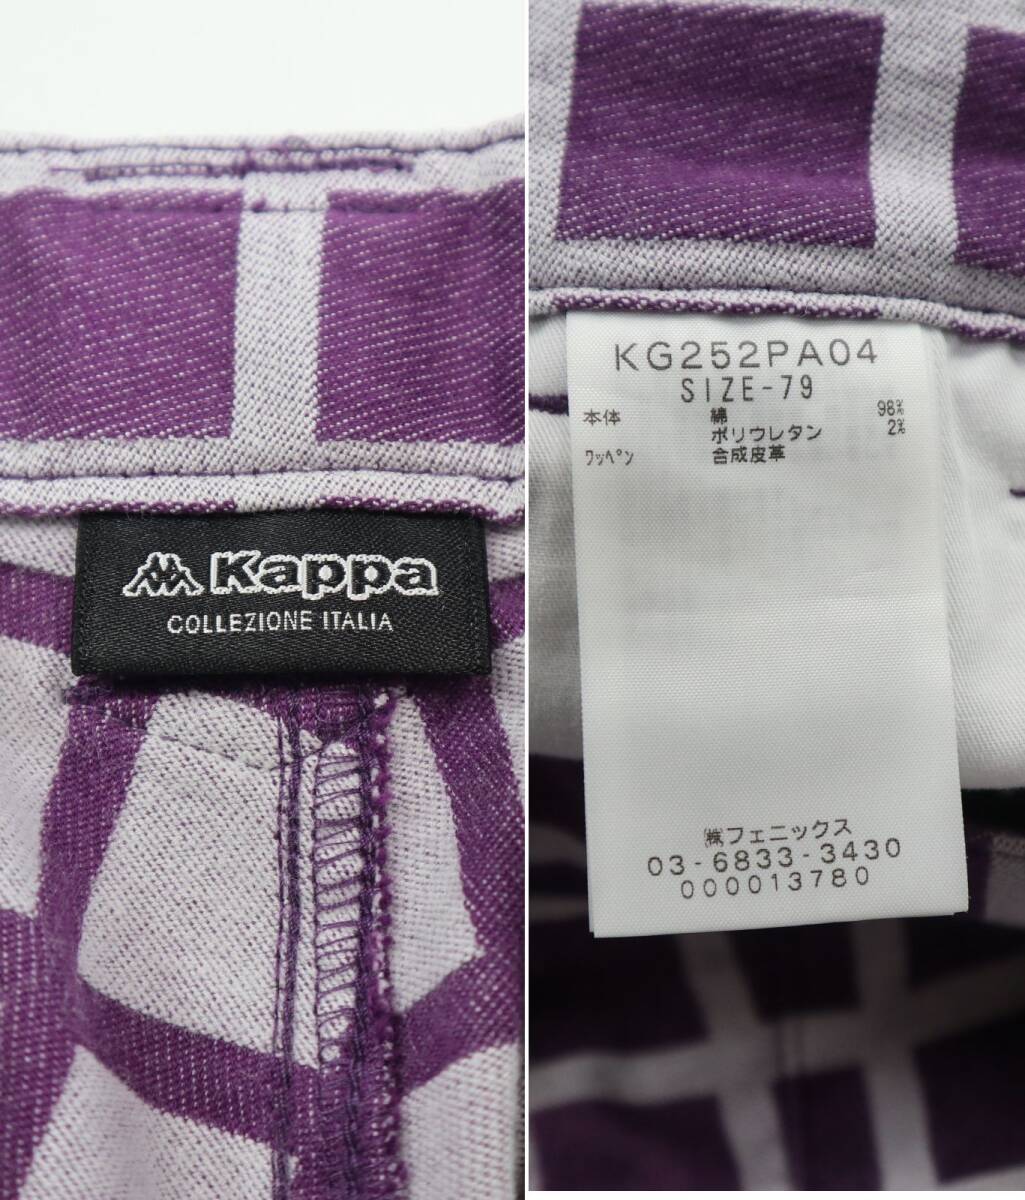 Kappa
COLLEZIONE ITALIA
KG252PA04
SIZE-79
本体 綿 98%
ポリウレタン 2%
ワッペン 合成皮革
㈱フェニックス
03-6833-3430
000013780